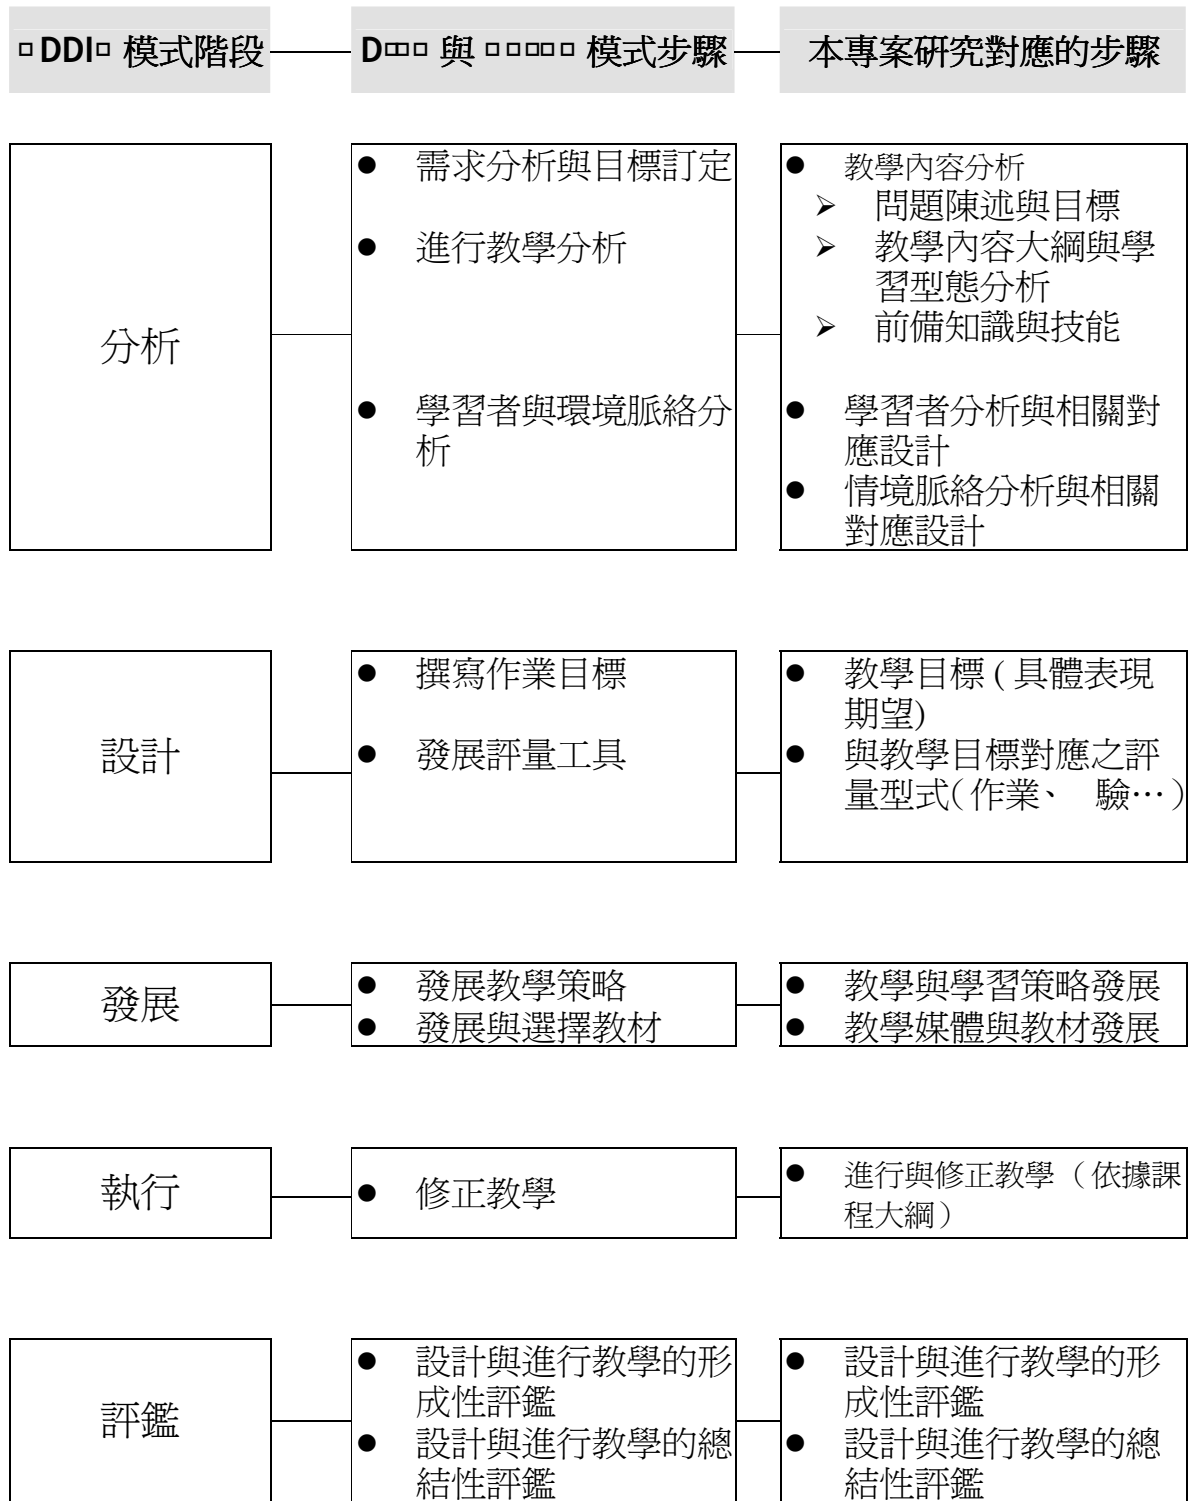 DDI 模式階段
D 與 模式步驟
本專案研究對應的步驟
分析
● 需求分析與目標訂定
● 進行教學分析
● 學習者與環境脈絡分
析
● 教學內容分析
➢ 問題陳述與目標
➢ 教學內容大綱與學
習型態分析
➢ 前備知識與技能
● 學習者分析與相關對
應設計
● 情境脈絡分析與相關
對應設計
設計
● 撰寫作業目標
● 發展評量工具
● 教學目標 ( 具體表現
期望)
● 與教學目標對應之評
量型式( 作業、 驗… )
發展
● 發展教學策略
● 發展與選擇教材
● 教學與學習策略發展
● 教學媒體與教材發展
執行
● 修正教學
● 進行與修正教學（依據課
程大綱）
評鑑
● 設計與進行教學的形
成性評鑑
● 設計與進行教學的總
結性評鑑
● 設計與進行教學的形
成性評鑑
● 設計與進行教學的總
結性評鑑